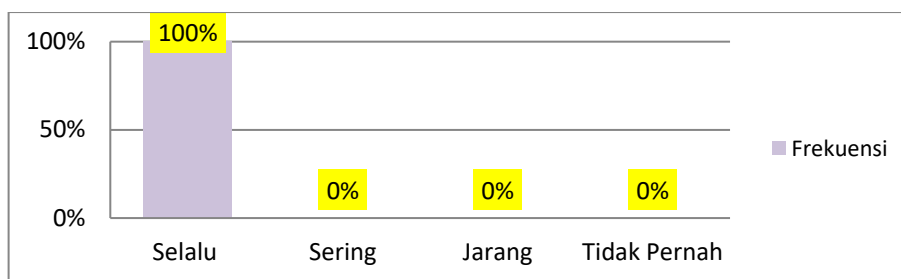 100%
100%
50%
0%
0%
0%
0%
Selalu
Sering
Jarang
Tidak Pernah
Frekuensi